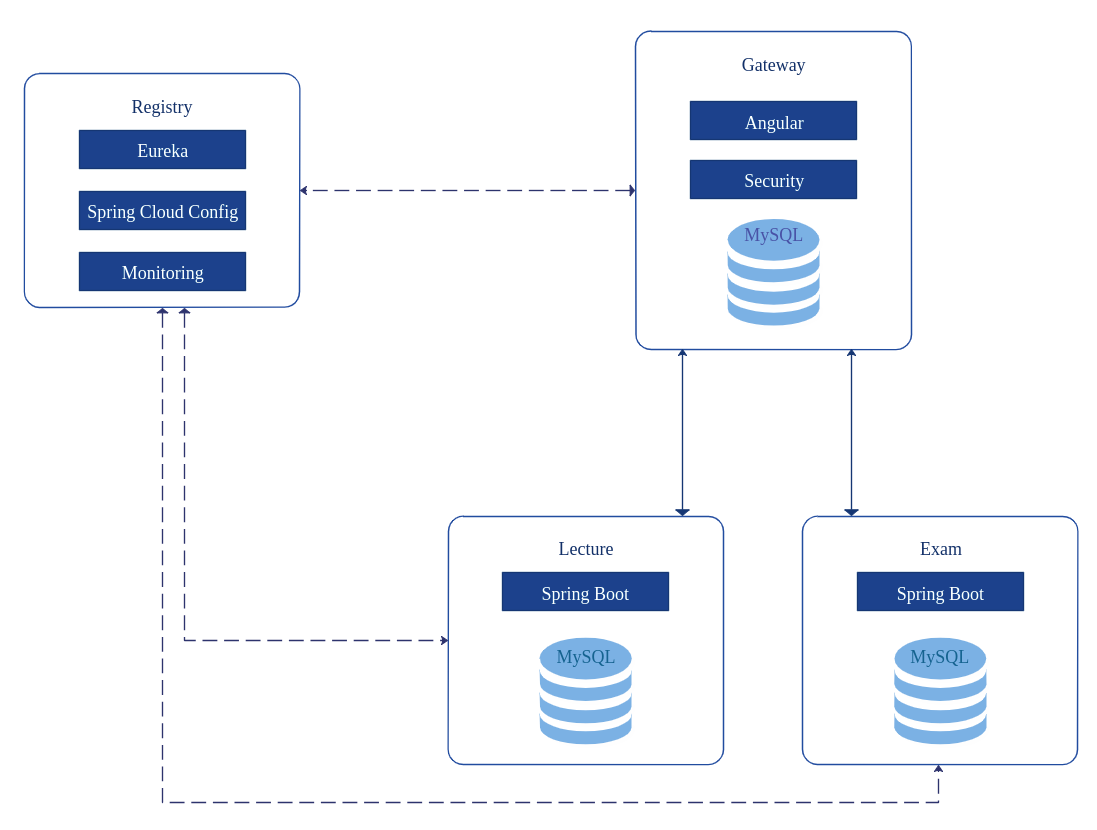 Registry
Eureka
Spring Cloud Config
Monitoring
Gateway
Angular
Security
MySQL
Lecture
Spring Boot
MySQL
Exam
Spring Boot
MySQL